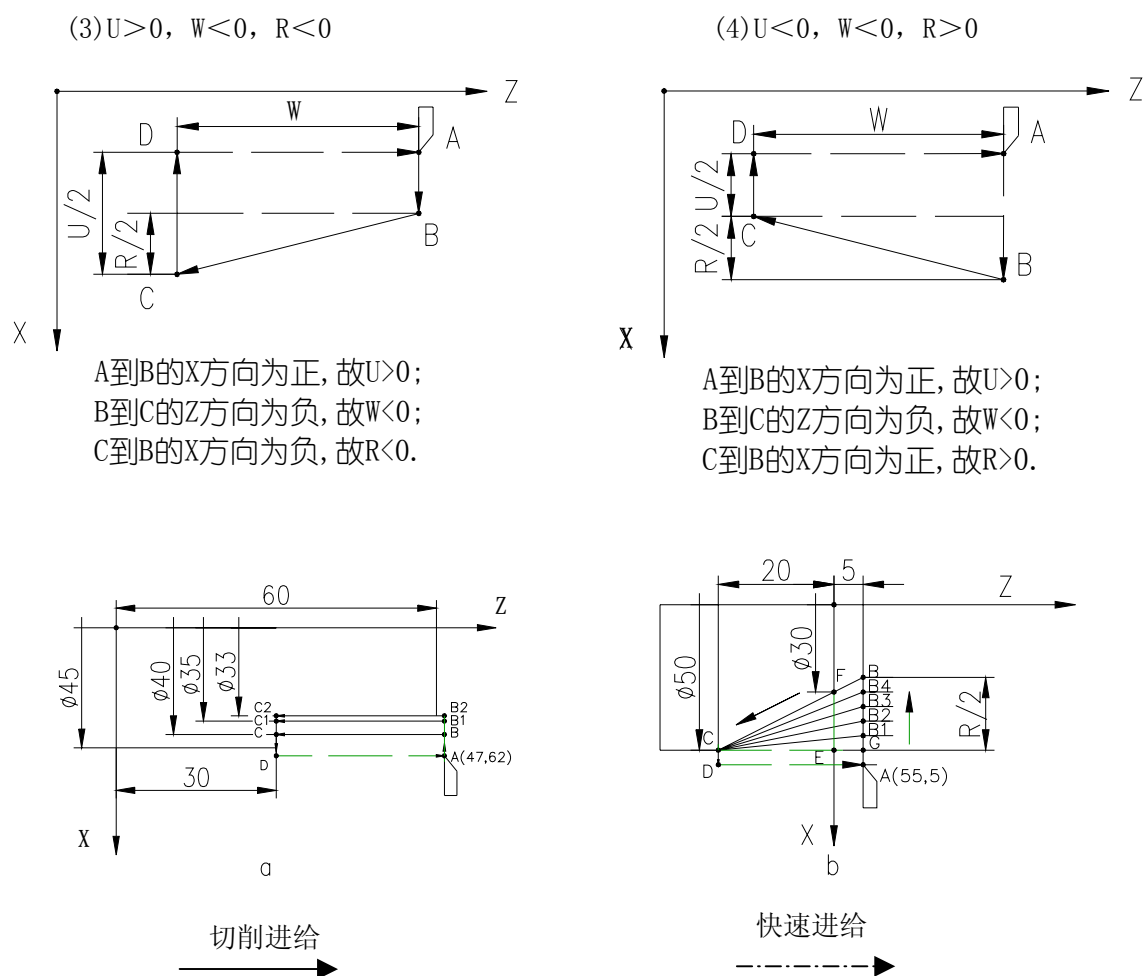 (3)U>0, W<0, R<0
(4)U<0, W<0, R>0
Z
W
D
A
U/2
R/2
B
C
X
Z
W
D
A
U/2
C
R/2
B
X
A到B的X方向为正,故U>0;
B到C的Z方向为负,故W<0;
C到B的X方向为负,故R<0.
A到B的X方向为正,故U>0;
B到C的Z方向为负,故W<0;
C到B的X方向为正,故R>0.
60
Z
ϕ45
ϕ40
ϕ35
ϕ33
C2
C1
C
D
B2
B1
B
A(47,62)
30
X
a
20
5
Z
ϕ50
ϕ30
F
B
B4
B3
B2
B1
G
R/2
C
E
D
A(55,5)
X
b
切削进给
快速进给